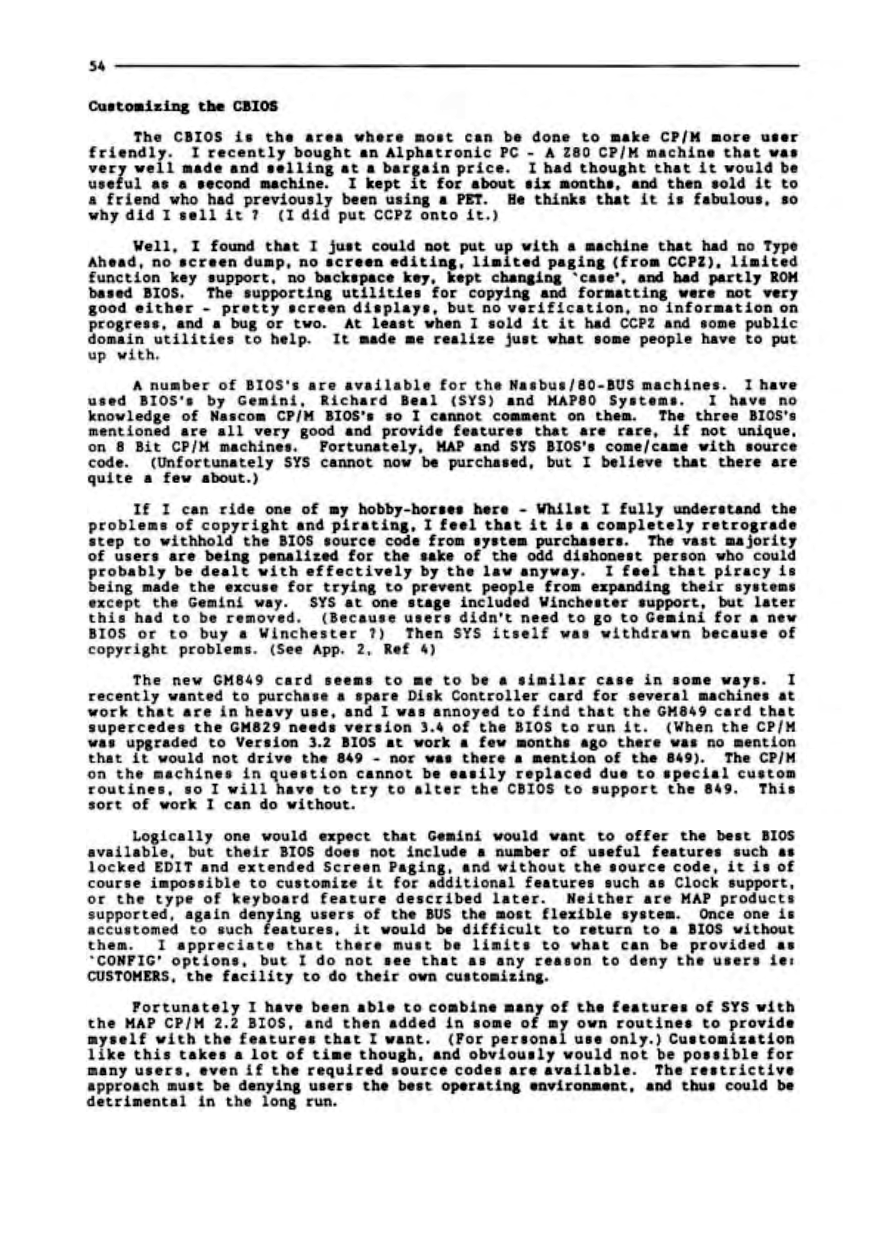 54
Customizing the CBIOS
The CBIOS is the area where most can be done to make CP/M more user
friendly. I recently bought an Alphatronic PC - A Z80 CP/M machine that was
very well made and selling at a bargain price. I had thought that it would be
useful as a second machine. I kept it for about six months, and then sold it to
a friend who had previously been using a PET. He thinks that it is fabulous, so
why did I sell it ? (I did put CCPZ onto it.)
Well, I found that I just could not put up with a machine that had no Type
Ahead, no screen dump, no screen editing, limited paging (from CCPZ), limited
function key support, no backspace key, kept changing `case', and had partly ROM
based BIOS. The supporting utilities for copying and formatting were not very
good either - pretty screen displays, but no verification, no information on
progress, and a bug or two. At least when I sold it it had CCPZ and some public
domain utilities to help. It made me realize just what some people have to put
up with.
A number of BIOS's are available for the Nasbus/80-BUS machines. I have
used BIOS's by Gemini, Richard Beal (SYS) and MAP80 Systems. I have no
knowledge of Nascom CP/M BIOS's so I cannot comment on them. The three BIOS's
mentioned are all very good and provide features that are rare, if not unique,
on 8 Bit CP/M machines. Fortunately, MAP and SYS BIOS's come/came with source
code. (Unfortunately SYS cannot now be purchased, but I believe that there are
quite a few about.)
If I can ride one of my hobby-horses here - Whilst I fully understand the
problems of copyright and pirating, I feel that it is a completely retrograde
step to withhold the BIOS source code from system purchasers. The vast majority
of users are being penalized for the sake of the odd dishonest person who could
probably be dealt with effectively by the law anyway. I feel that piracy is
being made the excuse for trying to prevent people from expanding their systems
except the Gemini way. SYS at one stage included Winchester support, but later
this had to be removed. (Because users didn't need to go to Gemini for a new
BIOS or to buy a Winchester ?) Then SYS itself was withdrawn because of
copyright problems. (See App. 2, Ref 4)
The new GM849 card seems to me to be a similar case in some ways. I
recently wanted to purchase a spare Disk Controller card for several machines at
work that are in heavy use, and I was annoyed to find that the GM849 card that
supercedes the GM829 needs version 3.4 of the BIOS to run it. (When the CP/M
was upgraded to Version 3.2 BIOS at work a few months ago there was no mention
that it would not drive the 849 - nor was there a mention of the 849). The CP/M
on the machines in question cannot be easily replaced due to special custom
routines, so I will have to try to alter the CBIOS to support the 849. This
sort of work I can do without.
Logically one would expect that Gemini would want to offer the best BIOS
available, but their BIOS does not include a number of useful features such as
locked EDIT and extended Screen Paging, and without the source code, it is of
course impossible to customize it for additional features such as Clock support,
or the type of keyboard feature described later. Neither are MAP products
supported, again denying users of the BUS the most flexible system. Once one is
accustomed to such features, it would be difficult to return to a BIOS without
them. I appreciate that there must be limits to what can be provided as
`CONFIG' options, but I do not see that as any reason to deny the users ie:
CUSTOMERS, the facility to do their own customizing.
Fortunately I have been able to combine many of the features of SYS with
the MAP CP/M 2.2 BIOS, and then added in some of my own routines to provide
myself with the features that I want. (For personal use only.) Customization
like this takes a lot of time though, and obviously would not be possible for
many users, even if the required source codes are available. The restrictive
approach must be denying users the best operating environment, and thus could be
detrimental in the long run.